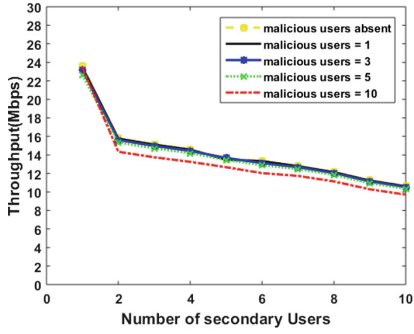 30
28
26
24
22
20
18
16
14
12
10
8
6
4
2
0
Throughput(Mbps)
malicious users absent
malicious users = 1
malicious users = 3
malicious users = 5
malicious users = 10
0 2 4 6 8 10
Number of secondary Users